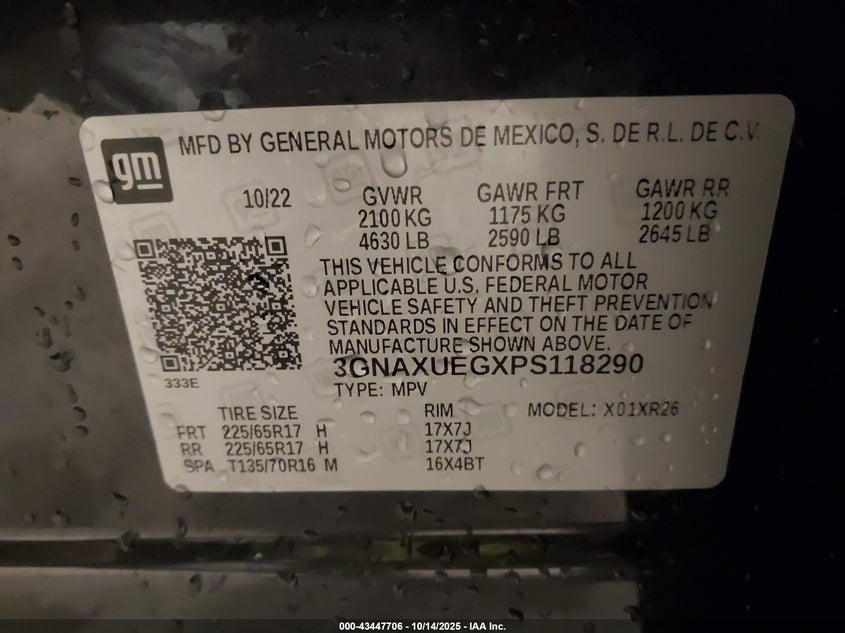 gm
MFD BY GENERAL MOTORS DE MEXICO, S. DE R.L. DE C.V.
10/22 GVWR GAWR FRT GAWR RR
2100 KG 1175 KG 1200 KG
4630 LB 2590 LB 2645 LB
THIS VEHICLE CONFORMS TO ALL
APPLICABLE U.S. FEDERAL MOTOR
VEHICLE SAFETY AND THEFT PREVENTION
STANDARDS IN EFFECT ON THE DATE OF
MANUFACTURE SHOWN ABOVE.
3GNAXUEGXPS118290
333E
TYPE: MPV
TIRE SIZE RIM MODEL: X01XR26
FRT 225/65R17 H 17X7J
RR 225/65R17 H 17X7J
SPA T135/70R16 M 16X4BT
000-43447706 - 10/14/2025 - IAA Inc.